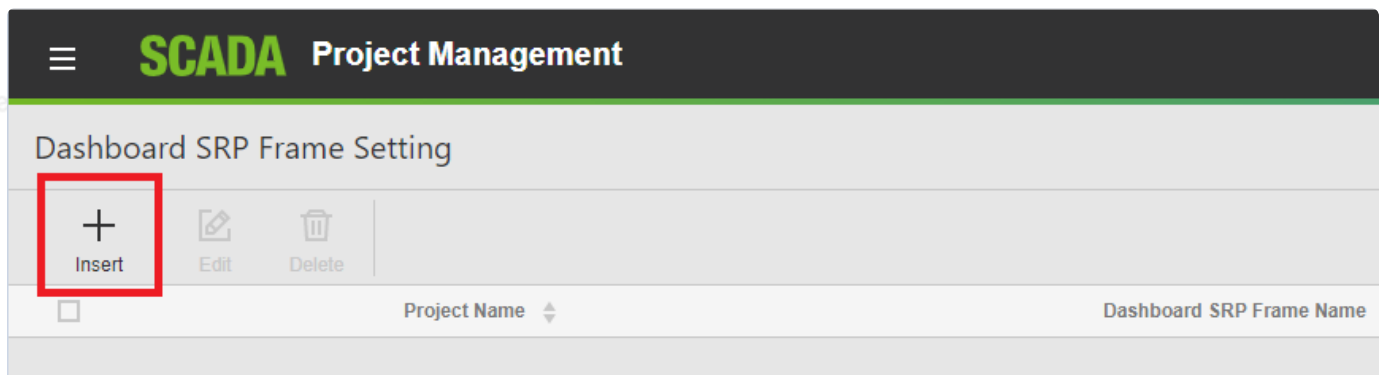 SCADA Project Management
Dashboard SRP Frame Setting
Insert Edit Delete
Project Name Dashboard SRP Frame Name